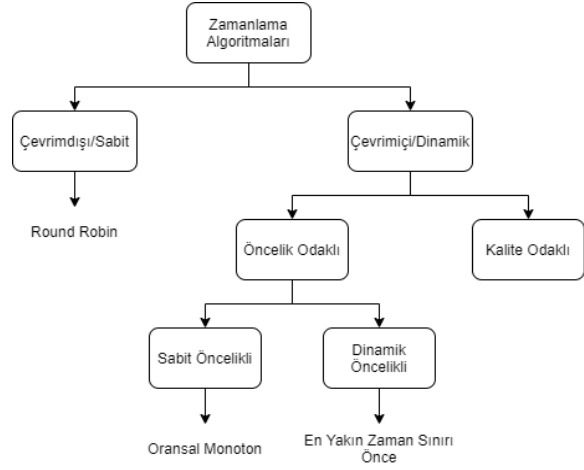 Zamanlama
Algoritmaları
Çevrimdışı/Sabit
Çevrimiçi/Dinamik
Round Robin
Öncelik Odaklı
Kalite Odaklı
Sabit Öncelikli
Dinamik
Öncelikli
Oransal Monoton
En Yakın Zaman Sınırı
Önce